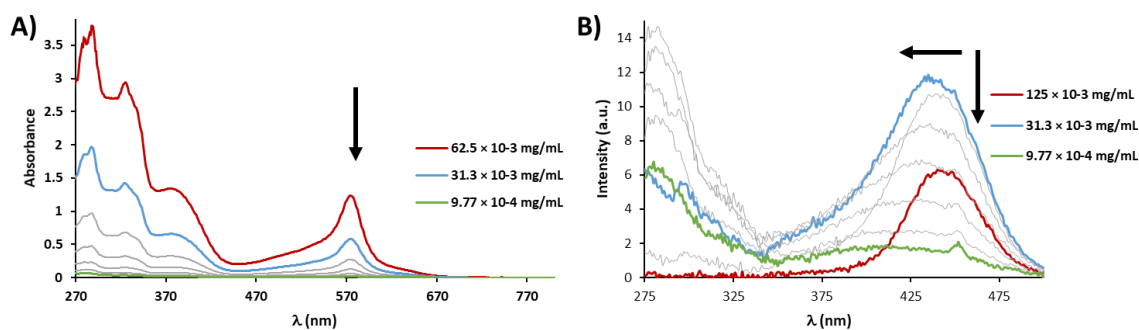 A)
Absorbance
4
3.5
3
2.5
2
1.5
1
0.5
0
270 370 470 570 670 770
λ (nm)
62.5 × 10-3 mg/mL
31.3 × 10-3 mg/mL
9.77 × 10-4 mg/mL
B)
Intensity (a.u.)
14
12
10
8
6
4
2
0
275 325 375 425 475
λ (nm)
125 × 10-3 mg/mL
31.3 × 10-3 mg/mL
9.77 × 10-4 mg/mL